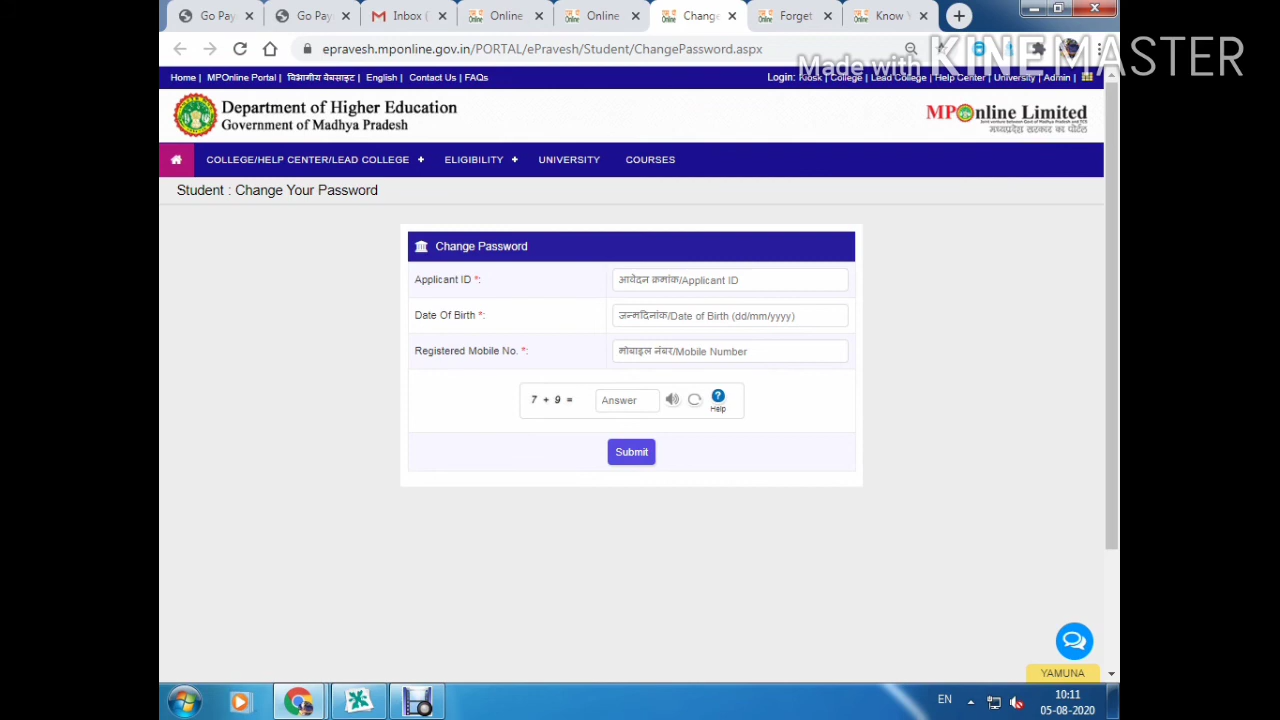 Go Pay
Go Pay
Inbox (
Online
Online
Change
Forget
Know Y
epravesh.mponline.gov.in/PORTAL/ePravesh/Student/ChangePassword.aspx
Made with KINEMASTER
Home | MPOnline Portal | विभागीय वेबसाइट | English | Contact Us | FAQs
Login: Kiosk | College | Lead College | Help Center | University | Admin |
Department of Higher Education
Government of Madhya Pradesh
MPOnline Limited
मध्यप्रदेश सरकार का पोर्टल
COLLEGE/HELP CENTER/LEAD COLLEGE + ELIGIBILITY + UNIVERSITY COURSES
Student : Change Your Password
Change Password
Applicant ID *: आवेदन क्रमांक/Applicant ID
Date Of Birth *: जन्मदिनांक/Date of Birth (dd/mm/yyyy)
Registered Mobile No. *: मोबाइल नंबर/Mobile Number
7 + 9 = Answer
Help
Submit
YAMUNA
EN
10:11
05-08-2020